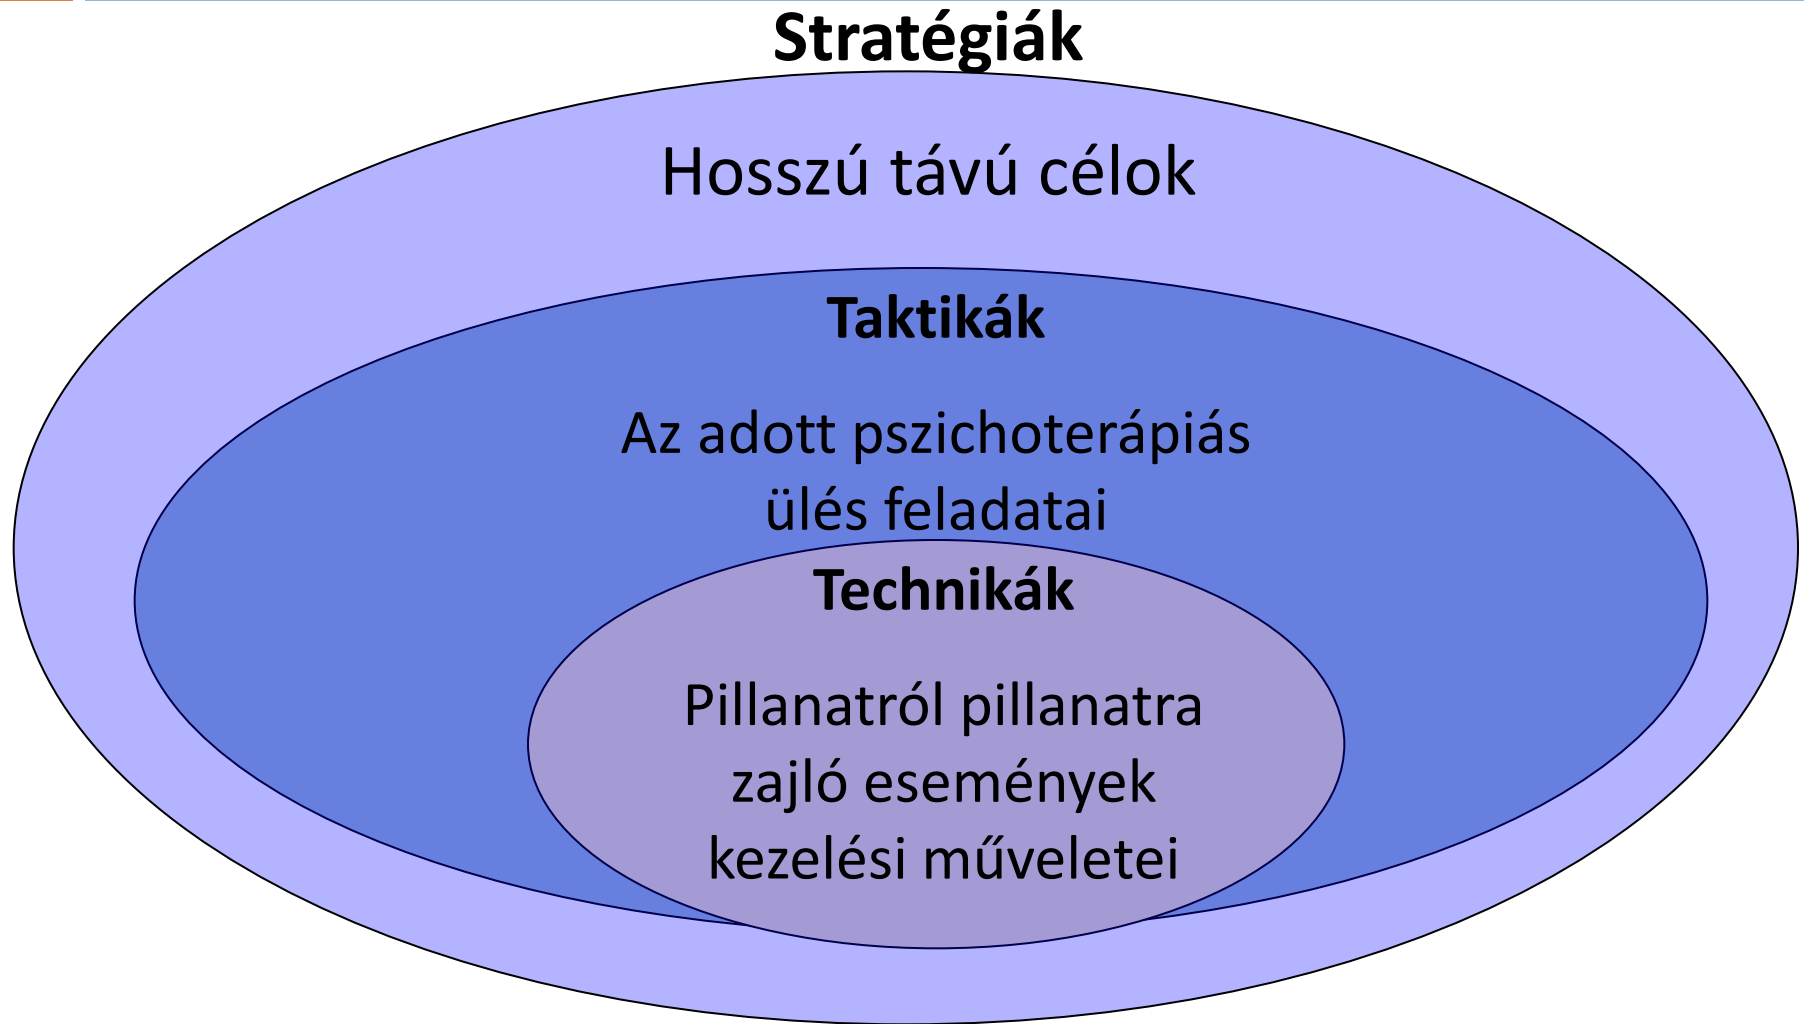 Stratégiák
Hosszú távú célok
Taktikák
Az adott pszichoterápiás
ülés feladatai
Technikák
Pillanatról pillanatra
zajló események
kezelési műveletei